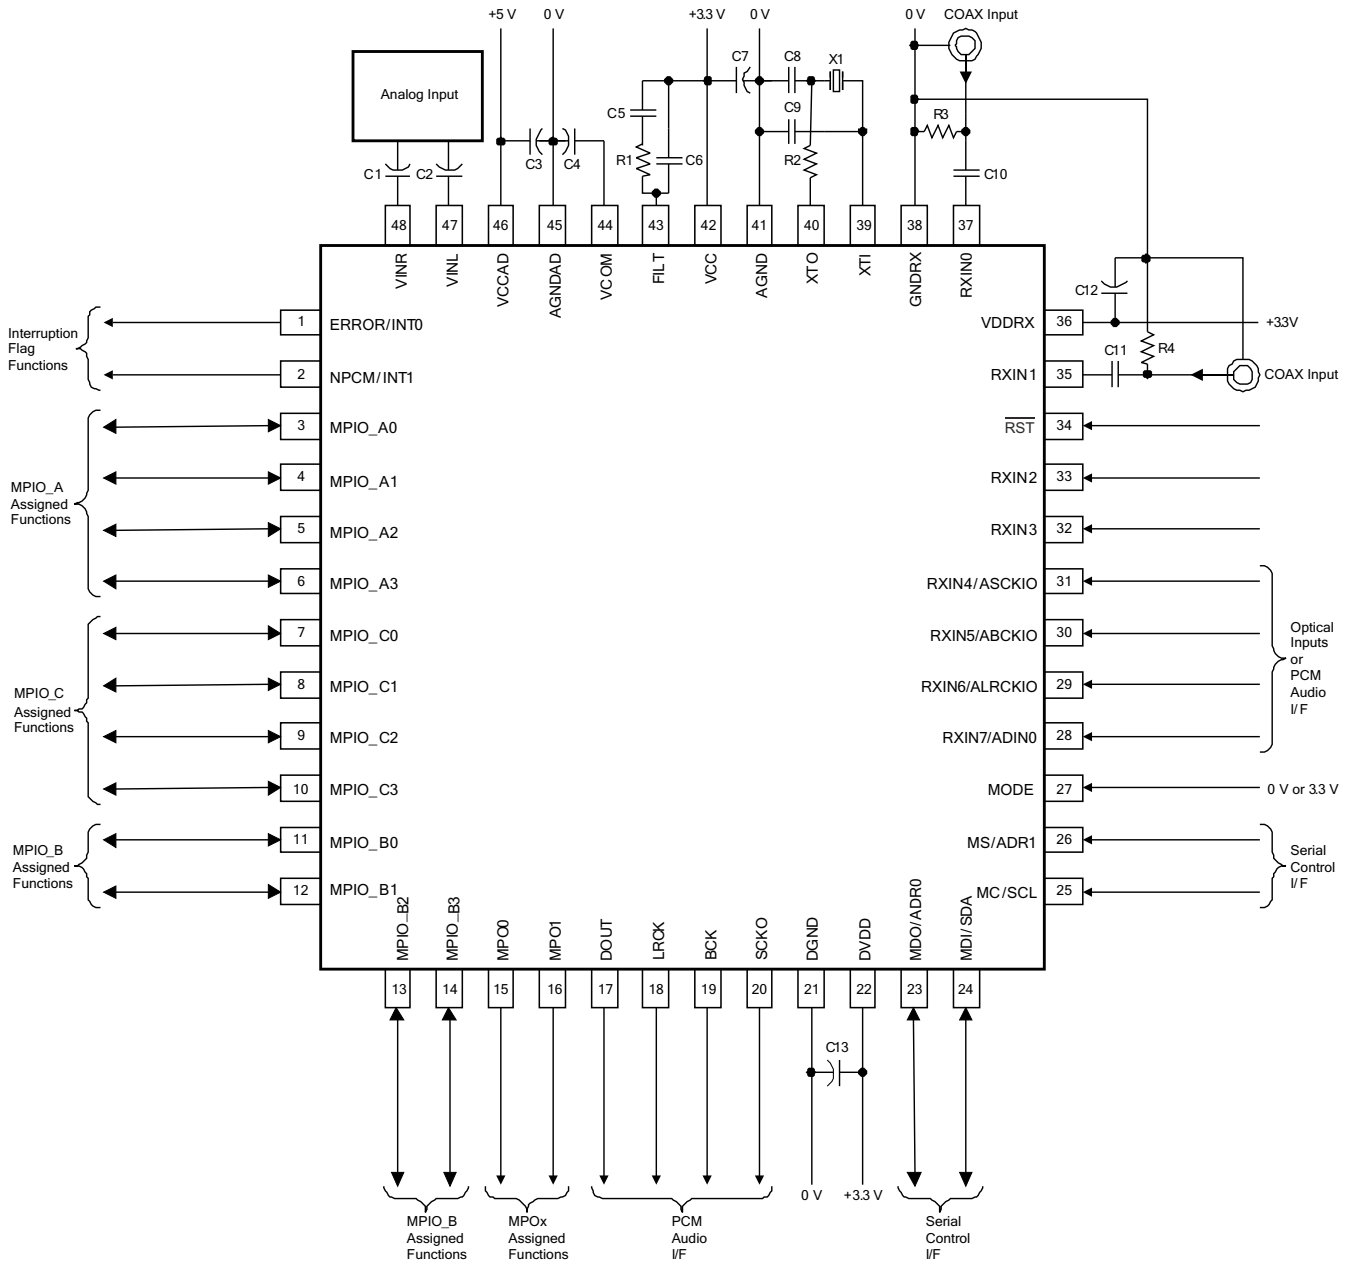 +5 V
0 V
+3.3 V
0 V
0 V
COAX Input
Analog Input
C7
C8
X1
C5
C9
R3
C1
C2
C3
C4
R1
C6
R2
C10
48
47
46
45
44
43
42
41
40
39
38
37
VINR
VINL
VCCAD
AGNDAD
VCOM
FILT
VCC
AGND
XTO
XTI
GNDRX
RXIN0
Interruption
Flag
Functions
1
ERROR/INT0
2
NPCM/INT1
MPIO_A
Assigned
Functions
3
MPIO_A0
4
MPIO_A1
5
MPIO_A2
6
MPIO_A3
MPIO_C
Assigned
Functions
7
MPIO_C0
8
MPIO_C1
9
MPIO_C2
10
MPIO_C3
MPIO_B
Assigned
Functions
11
MPIO_B0
12
MPIO_B1
C12
VDDRX
36
+3.3V
C11
R4
RXIN1
35
COAX Input
RST
34
RXIN2
33
RXIN3
32
RXIN4/ASCKIO
31
RXIN5/ABCKIO
30
RXIN6/ALRCKIO
29
RXIN7/ADIN0
28
Optical
Inputs
or
PCM
Audio
I/F
MODE
27
0 V or 3.3 V
MS/ADR1
26
MC/SCL
25
Serial
Control
I/F
MPIO_B2
MPIO_B3
MPO0
MPO1
DOUT
LRCK
BCK
SCKO
DGND
DVDD
MDO/ADR0
MDI/SDA
13
14
15
16
17
18
19
20
21
22
23
24
C13
0 V
+3.3 V
MPIO_B
Assigned
Functions
MPOx
Assigned
Functions
PCM
Audio
I/F
Serial
Control
I/F